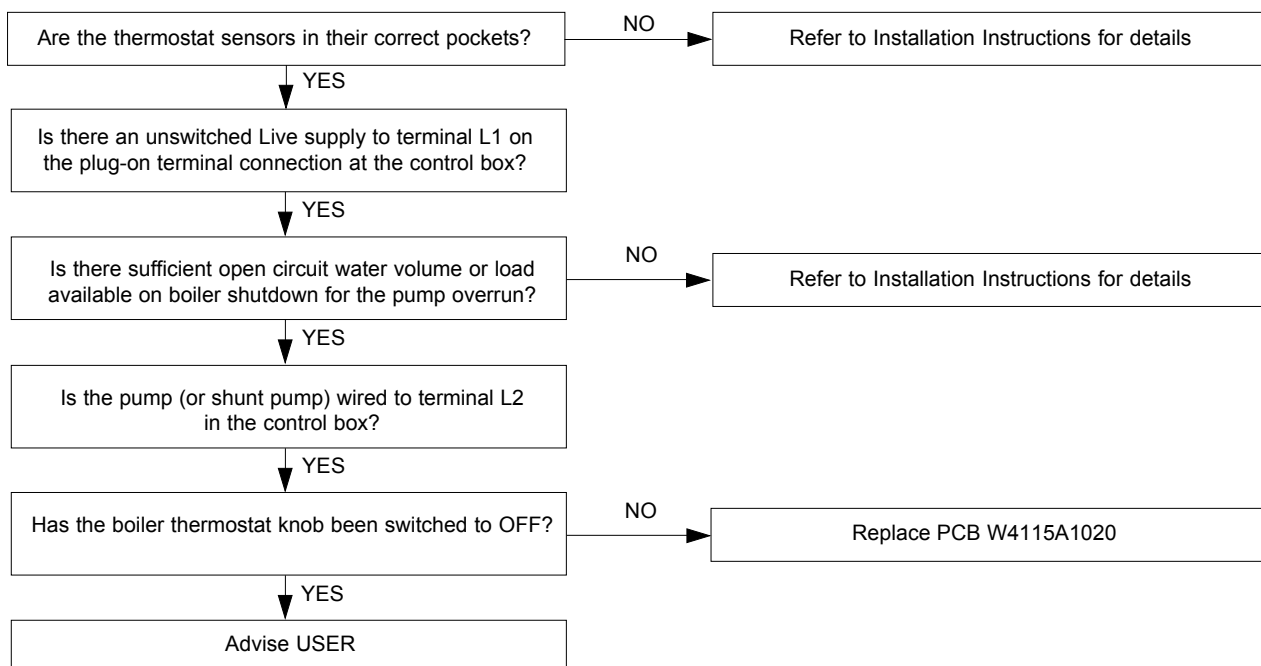 Are the thermostat sensors in their correct pockets?
NO
Refer to Installation Instructions for details
YES
Is there an unswitched Live supply to terminal L1 on
the plug-on terminal connection at the control box?
YES
Is there sufficient open circuit water volume or load
available on boiler shutdown for the pump overrun?
NO
Refer to Installation Instructions for details
YES
Is the pump (or shunt pump) wired to terminal L2
in the control box?
YES
Has the boiler thermostat knob been switched to OFF?
NO
Replace PCB W4115A1020
YES
Advise USER